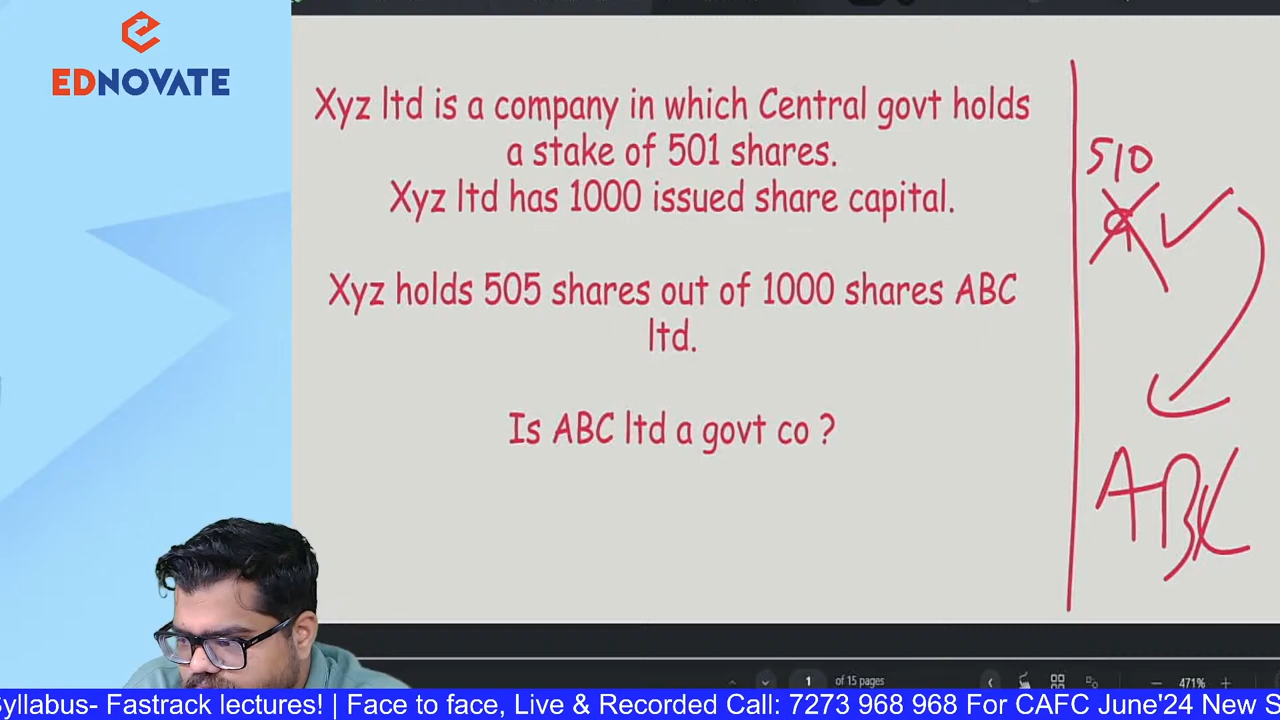 EDNOVATE
Xyz ltd is a company in which Central govt holds
a stake of 501 shares.
Xyz ltd has 1000 issued share capital.
Xyz holds 505 shares out of 1000 shares ABC
ltd.
Is ABC ltd a govt co ?
510
ABC
1 of 15 pages
471%
Syllabus- Fastrack lectures! | Face to face, Live & Recorded Call: 7273 968 968 For CAFC June'24 New S